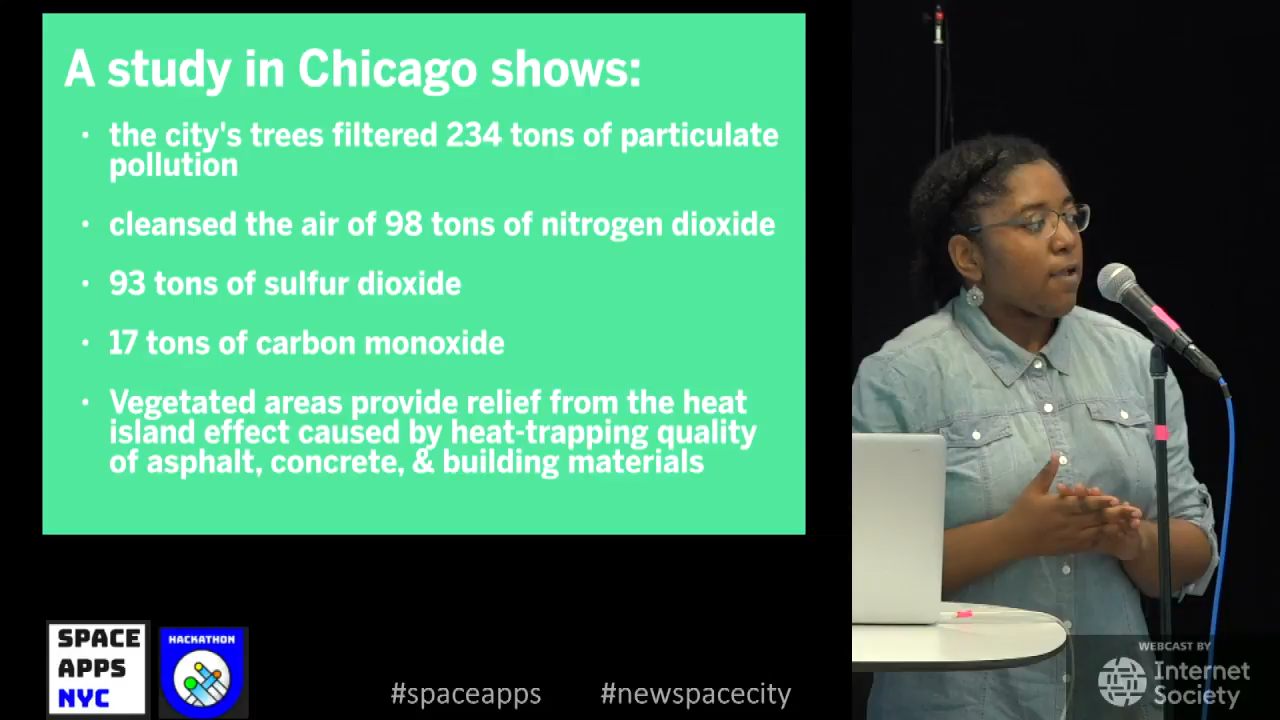 A study in Chicago shows:
• the city's trees filtered 234 tons of particulate
pollution
• cleansed the air of 98 tons of nitrogen dioxide
• 93 tons of sulfur dioxide
• 17 tons of carbon monoxide
• Vegetated areas provide relief from the heat
island effect caused by heat-trapping quality
of asphalt, concrete, & building materials
SPACE
APPS
NYC
HACKATHON
#spaceapps #newspacecity
WEBCAST BY
Internet
Society